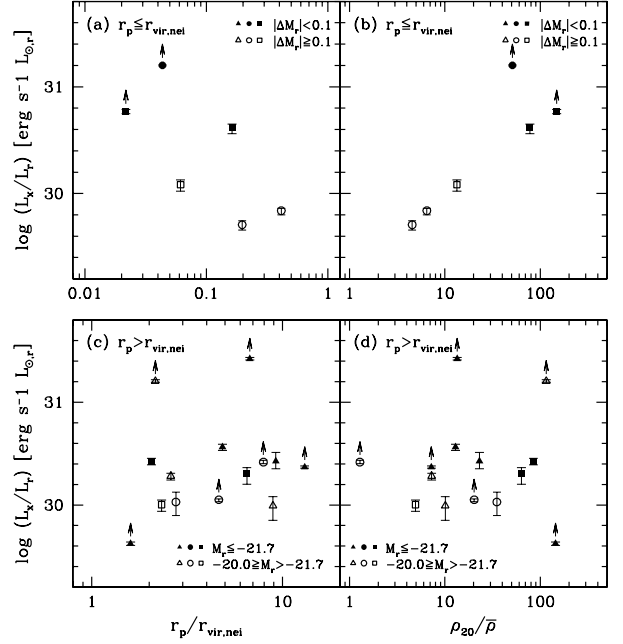 (a) r_p≦r_vir,nei ▲●■ |ΔM_r|<0.1
△○□ |ΔM_r|≧0.1
(b) r_p≦r_vir,nei ▲●■ |ΔM_r|<0.1
△○□ |ΔM_r|≧0.1
log (L_x/L_r) [erg s⁻¹ L_⊙,r]
31
30
0.01 0.1 1
1 10 100
(c) r_p>r_vir,nei
(d) r_p>r_vir,nei
log (L_x/L_r) [erg s⁻¹ L_⊙,r]
31
30
▲●■ M_r≦−21.7
△○□ −20.0≧M_r>−21.7
▲●■ M_r≦−21.7
△○□ −20.0≧M_r>−21.7
1 10
1 10 100
r_p/r_vir,nei
ρ_20/ρ̅